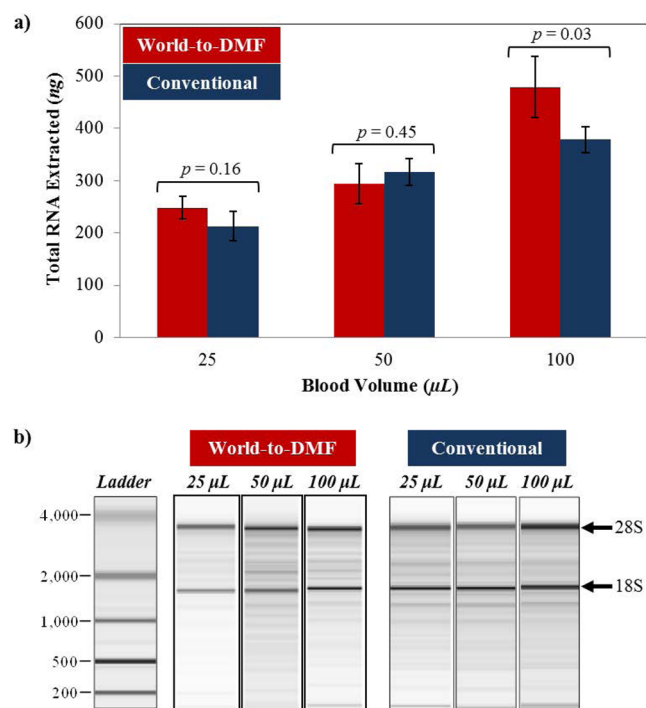 a)
600
500
400
300
200
100
0
Total RNA Extracted (ng)
World-to-DMF
Conventional
p = 0.16
p = 0.45
p = 0.03
25
50
100
Blood Volume (µL)
b)
World-to-DMF
Conventional
Ladder
25 µL
50 µL
100 µL
25 µL
50 µL
100 µL
4,000
2,000
1,000
500
200
28S
18S